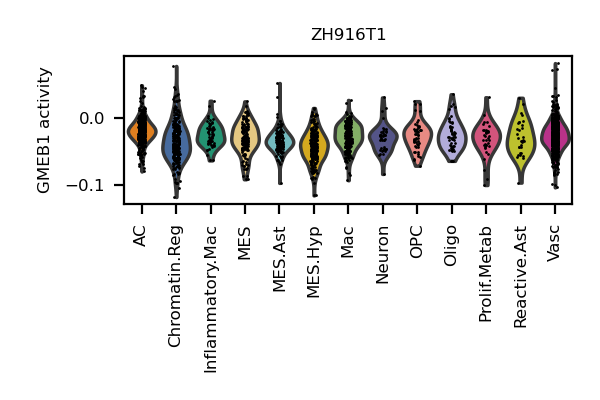 ZH916T1
GMEB1 activity
0.0
−0.1
AC
Chromatin.Reg
Inflammatory.Mac
MES
MES.Ast
MES.Hyp
Mac
Neuron
OPC
Oligo
Prolif.Metab
Reactive.Ast
Vasc